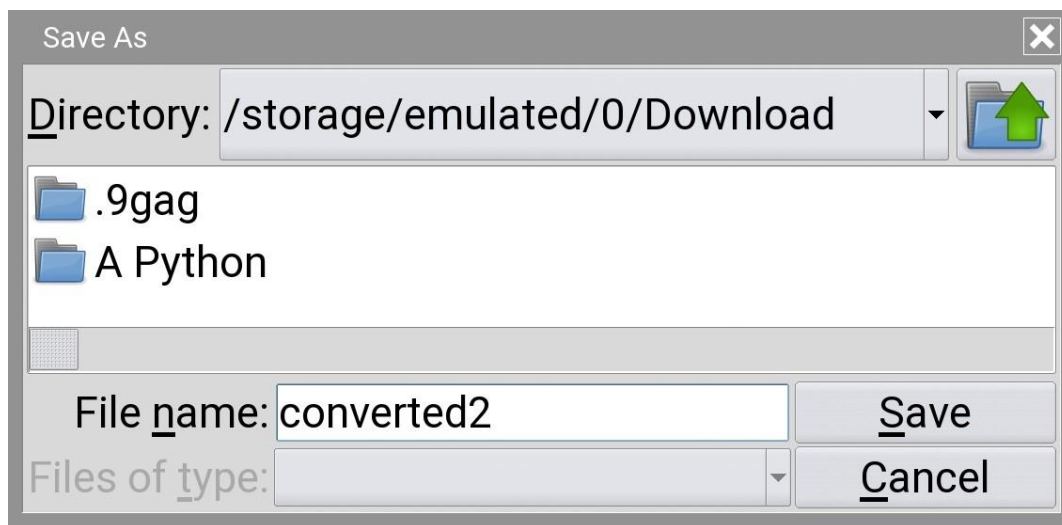 Save As
Directory: /storage/emulated/0/Download
.9gag
A Python
File name: converted2 Save
Files of type: Cancel